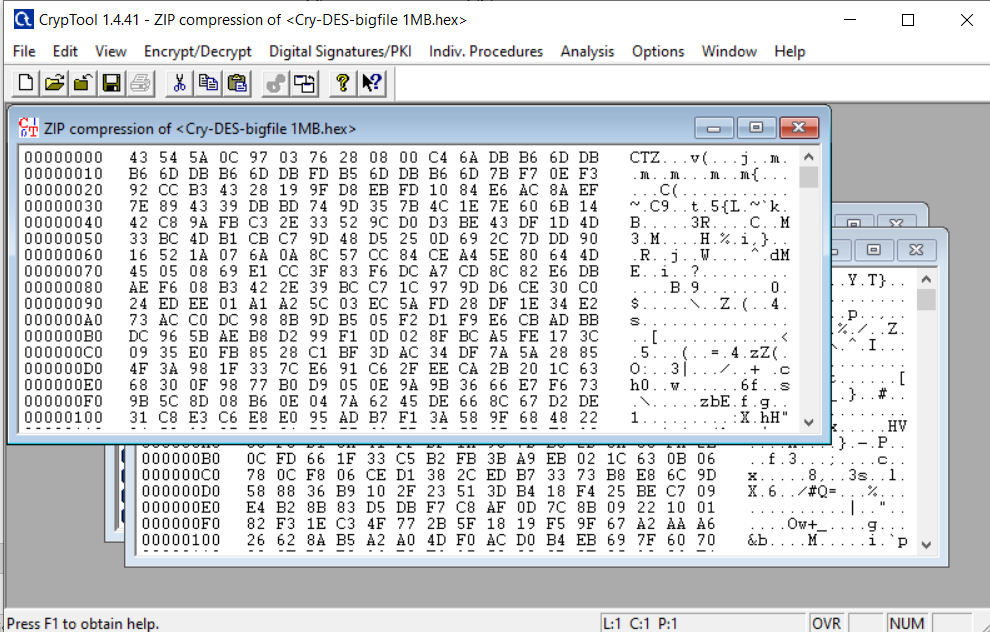 CrypTool 1.4.41 - ZIP compression of <Cry-DES-bigfile 1MB.hex>
File Edit View Encrypt/Decrypt Digital Signatures/PKI Indiv. Procedures Analysis Options Window Help
ZIP compression of <Cry-DES-bigfile 1MB.hex>
00000000 43 54 5A 0C 97 03 76 28 08 00 C4 6A DB B6 6D DB CTZ...v(...j..m.
00000010 B6 6D DB B6 6D DB FD B5 6D DB B6 6D 7B F7 0E F3 .m..m...m..m{...
00000020 92 CC B3 43 28 19 9F D8 EB FD 10 84 E6 AC 8A EF ...C(...........
00000030 7E 89 43 39 DB BD 74 9D 35 7B 4C 1E 7E 60 6B 14 ~.C9..t.5{L.~`k.
00000040 42 C8 9A FB C3 2E 33 52 9C D0 D3 BE 43 DF 1D 4D B.....3R....C..M
00000050 33 BC 4D B1 CB C7 9D 48 D5 25 0D 69 2C 7D DD 90 3.M....H.%.i,}..
00000060 16 52 1A 07 6A 0A 8C 57 CC 84 CE A4 5E 80 64 4D .R..j..W....^.dM
00000070 45 05 08 69 E1 CC 3F 83 F6 DC A7 CD 8C 82 E6 DB E..i..?.........
00000080 AE F6 08 B3 42 2E 39 BC C7 1C 97 9D D6 CE 30 C0 ....B.9.......0.
00000090 24 ED EE 01 A1 A2 5C 03 EC 5A FD 28 DF 1E 34 E2 $.....\..Z.(..4.
000000A0 73 AC C0 DC 98 8B 9D B5 05 F2 D1 F9 E6 CB AD BB s...............
000000B0 DC 96 5B AE B8 D2 99 F1 0D 02 8F BC A5 FE 17 3C ..[............<
000000C0 09 35 E0 FB 85 28 C1 BF 3D AC 34 DF 7A 5A 28 85 .5...(..=.4.zZ(.
000000D0 4F 3A 98 1F 33 7C E6 91 C6 2F EE CA 2B 20 1C 63 O:..3|.../..+ .c
000000E0 68 30 0F 98 77 B0 D9 05 0E 9A 9B 36 66 E7 F6 73 h0..w......6f..s
000000F0 9B 5C 8D 08 B6 0E 04 7A 62 45 DE 66 8C 67 D2 DE .\.....zbE.f.g..
00000100 31 C8 E3 C6 E8 E0 95 AD B7 F1 3A 58 9F 68 48 22 1.........:X.hH"
000000B0 0C FD 66 1F 33 C5 B2 FB 3B A9 EB 02 1C 63 0B 06 ..f.3...;....c..
000000C0 78 0C F8 06 CE D1 38 2C ED B7 33 73 B8 E8 6C 9D x.....8,..3s..l.
000000D0 58 88 36 B9 10 2F 23 51 3D B4 18 F4 25 BE C7 09 X.6../#Q=...%...
000000E0 E4 B2 8B 83 D5 DB F7 C8 AF 0D 7C 8B 09 22 10 01 ..........|.."..
000000F0 82 F3 1E C3 4F 77 2B 5F 18 19 F5 9F 67 A2 AA A6 ....Ow+_....g...
00000100 26 62 8A B5 A2 A0 4D F0 AC D0 B4 EB 69 7F 60 70 &b....M.....i.`p
Press F1 to obtain help. L:1 C:1 P:1 OVR NUM